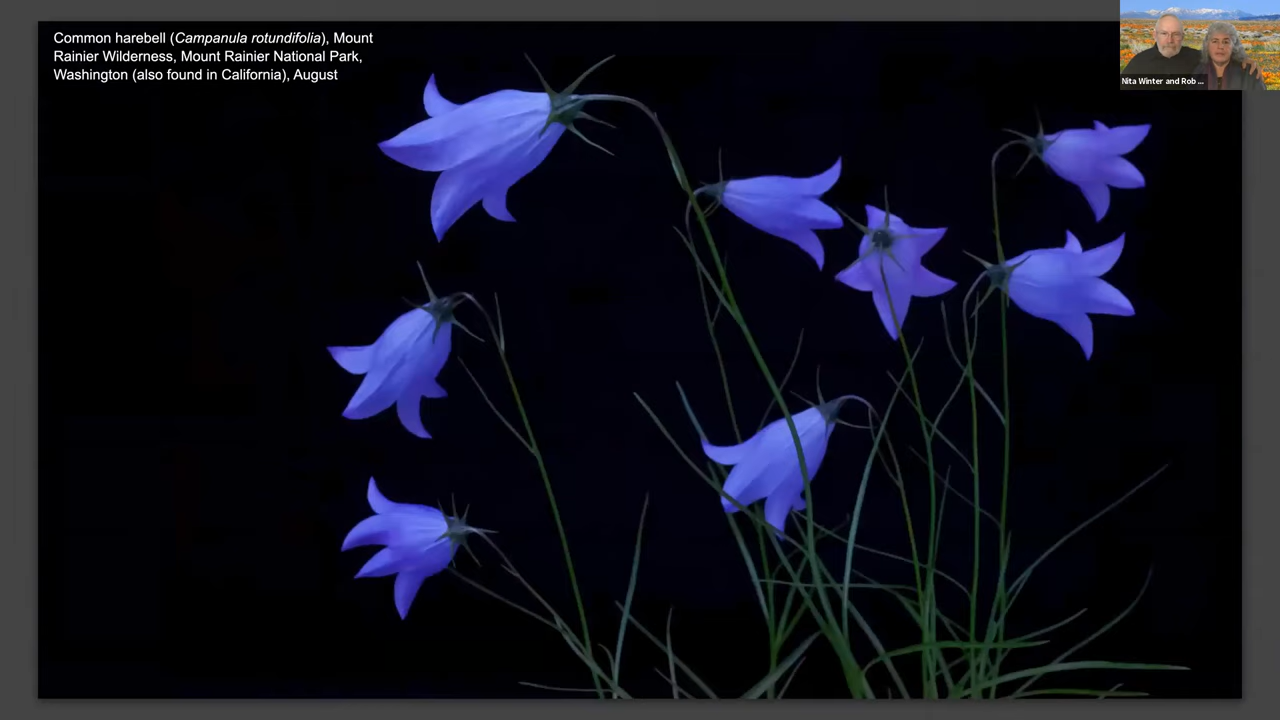 Common harebell (Campanula rotundifolia), Mount
Rainier Wilderness, Mount Rainier National Park,
Washington (also found in California), August
Nita Winter and Rob ...